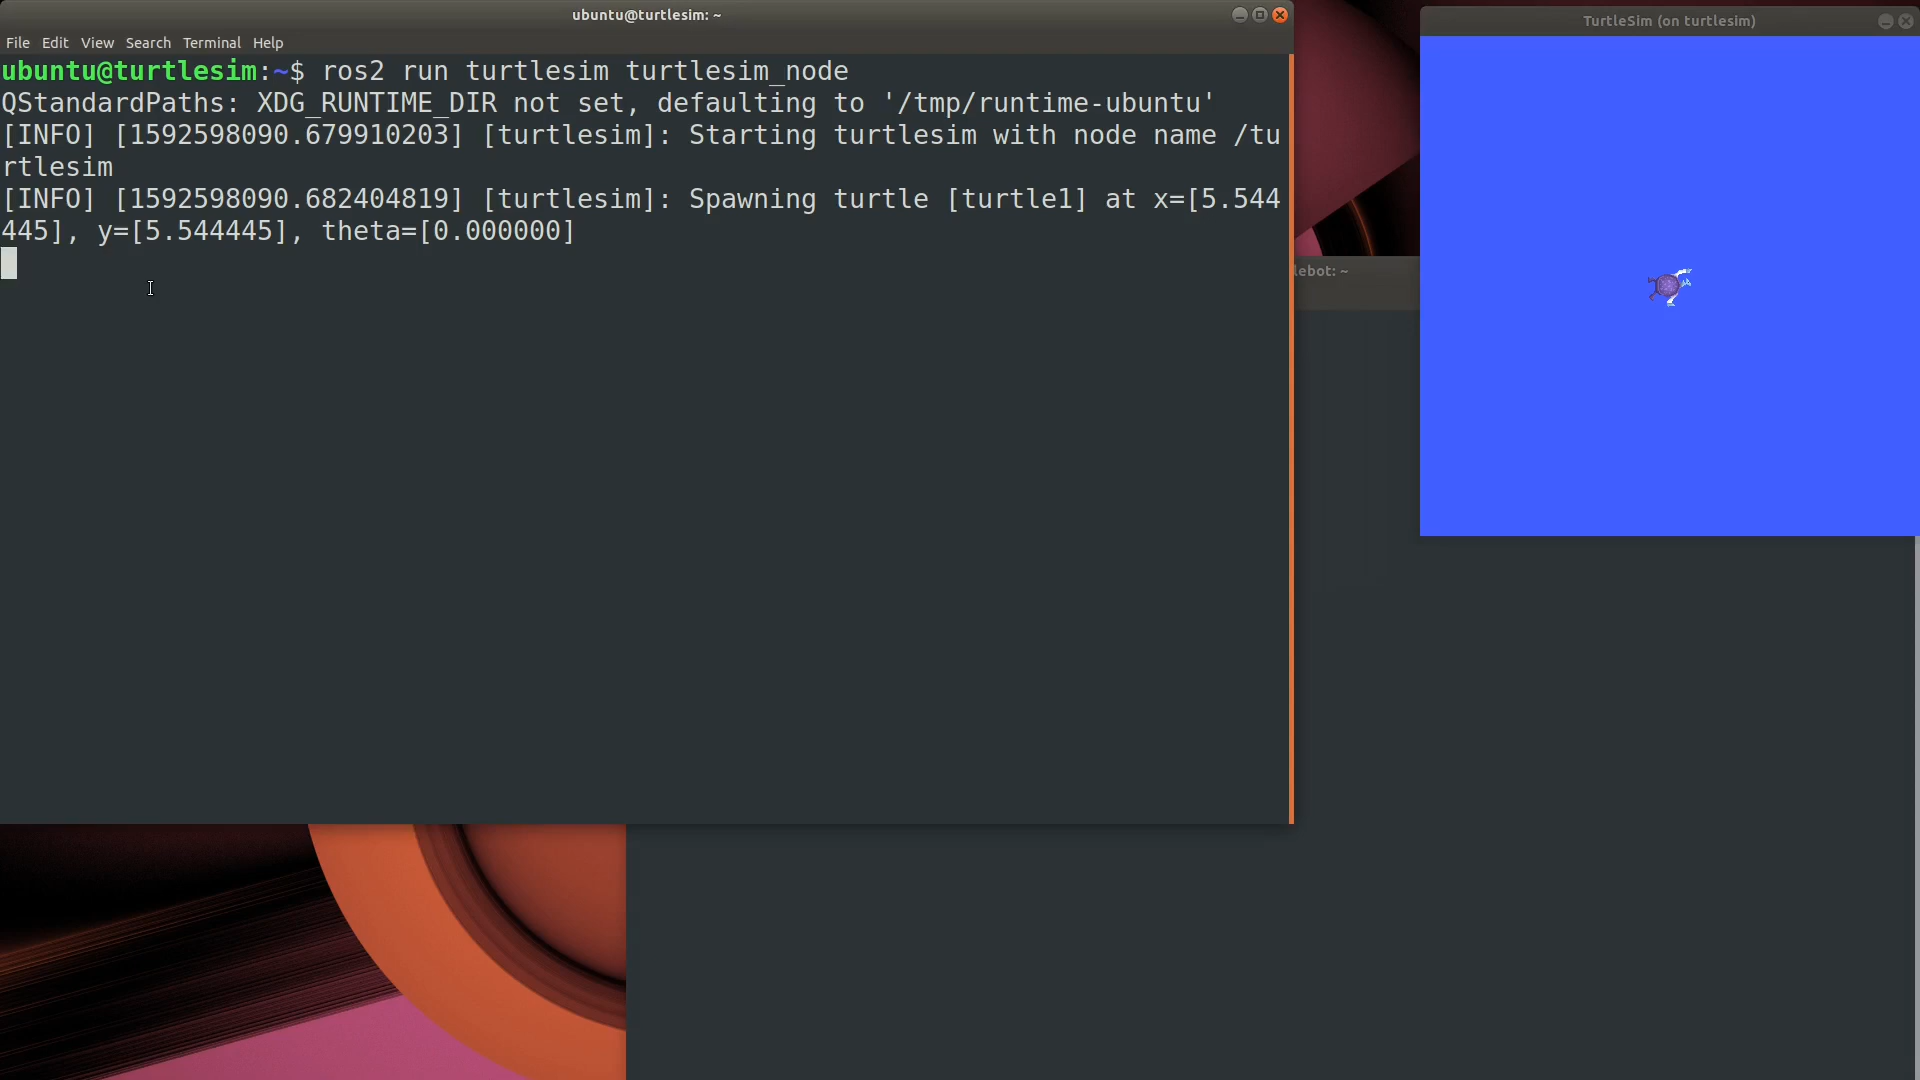 ubuntu@turtlesim: ~
File Edit View Search Terminal Help
ubuntu@turtlesim:~$ ros2 run turtlesim turtlesim_node
QStandardPaths: XDG_RUNTIME_DIR not set, defaulting to '/tmp/runtime-ubuntu'
[INFO] [1592598090.679910203] [turtlesim]: Starting turtlesim with node name /tu
rtlesim
[INFO] [1592598090.682404819] [turtlesim]: Spawning turtle [turtle1] at x=[5.544
445], y=[5.544445], theta=[0.000000]
TurtleSim (on turtlesim)
lebot: ~